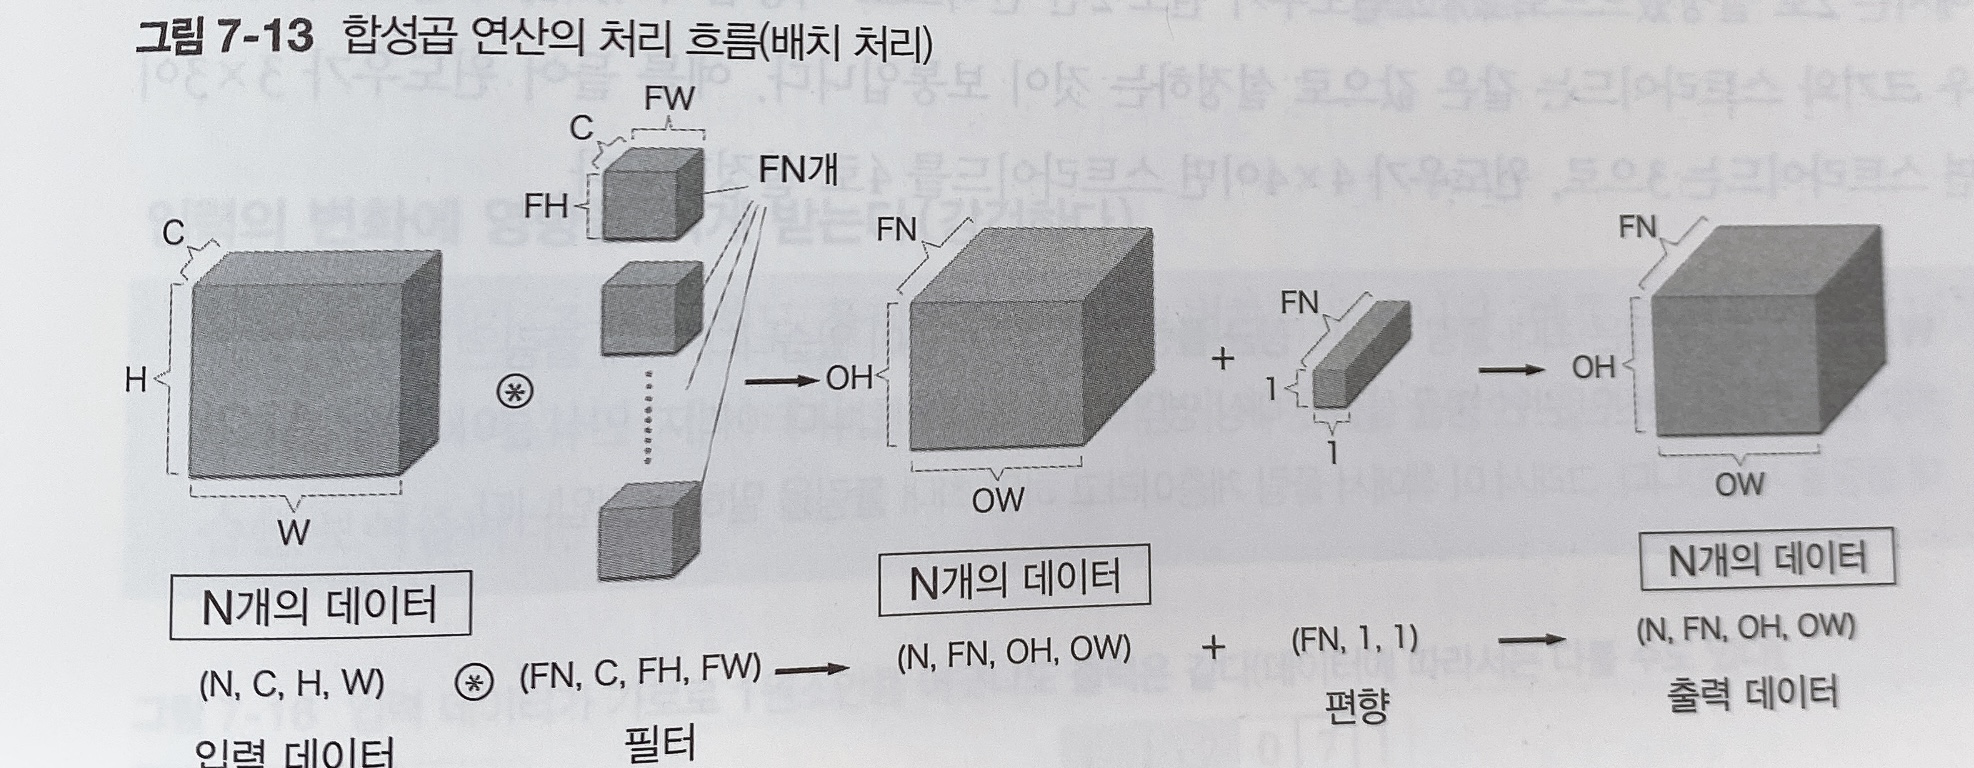 그림 7-13 합성곱 연산의 처리 흐름(배치 처리)
C
H
W
C
FW
FH
FN개
FN
OH
OW
+
FN
1
1
FN
OH
OW
N개의 데이터
N개의 데이터
N개의 데이터
(N, C, H, W) ⊛ (FN, C, FH, FW) → (N, FN, OH, OW) + (FN, 1, 1) → (N, FN, OH, OW)
입력 데이터 필터 편향 출력 데이터